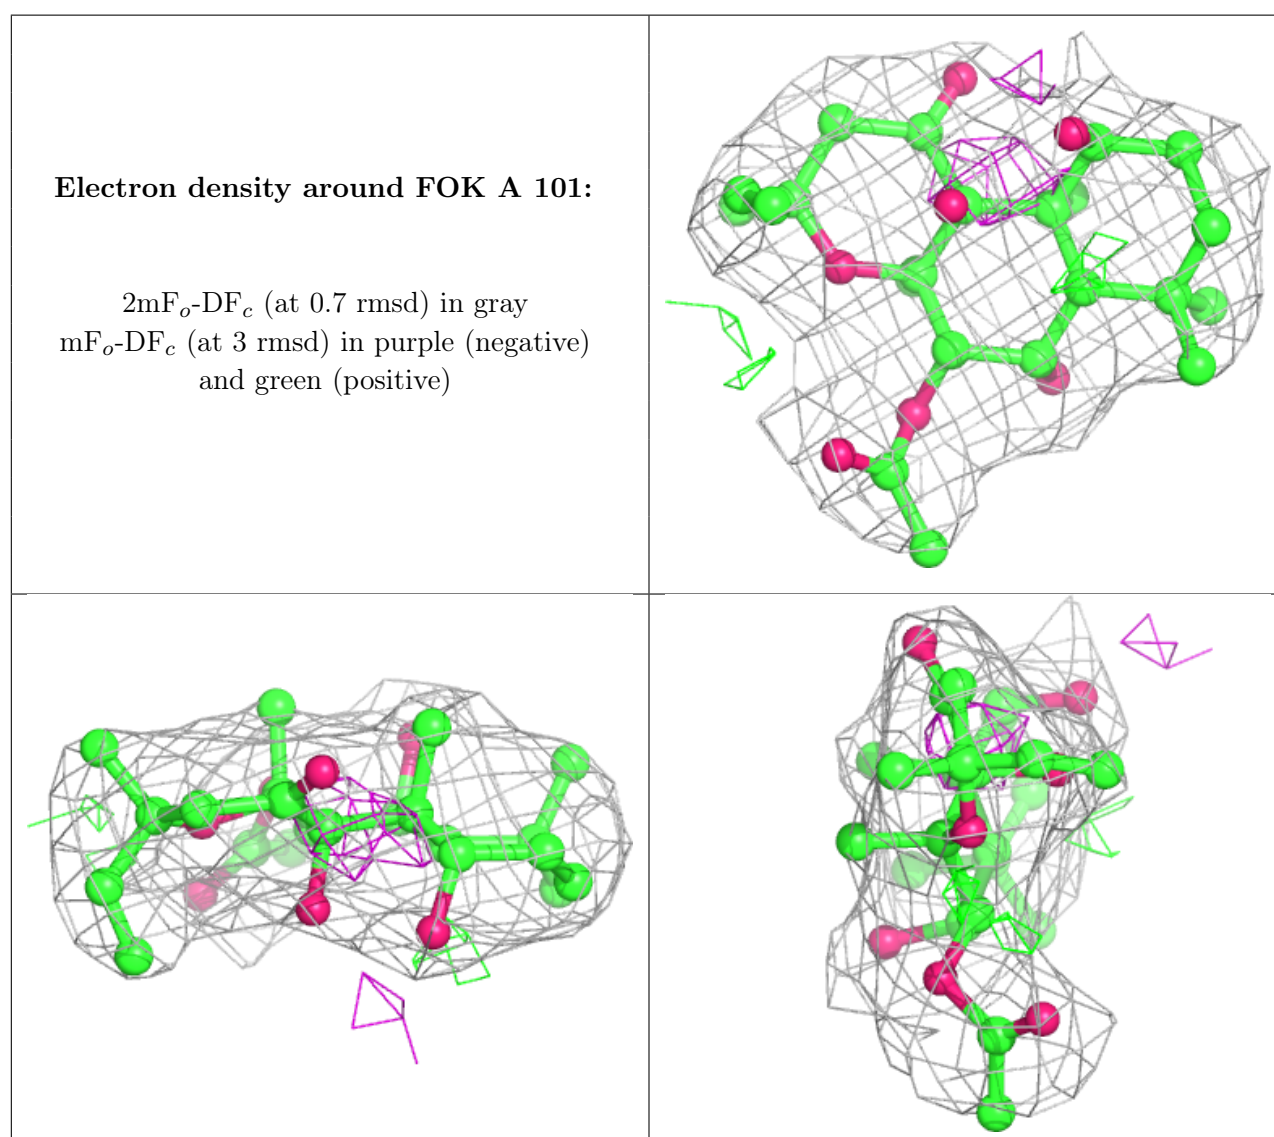 Electron density around FOK A 101:
2mFₒ-DF𝒸 (at 0.7 rmsd) in gray
mFₒ-DF𝒸 (at 3 rmsd) in purple (negative)
and green (positive)